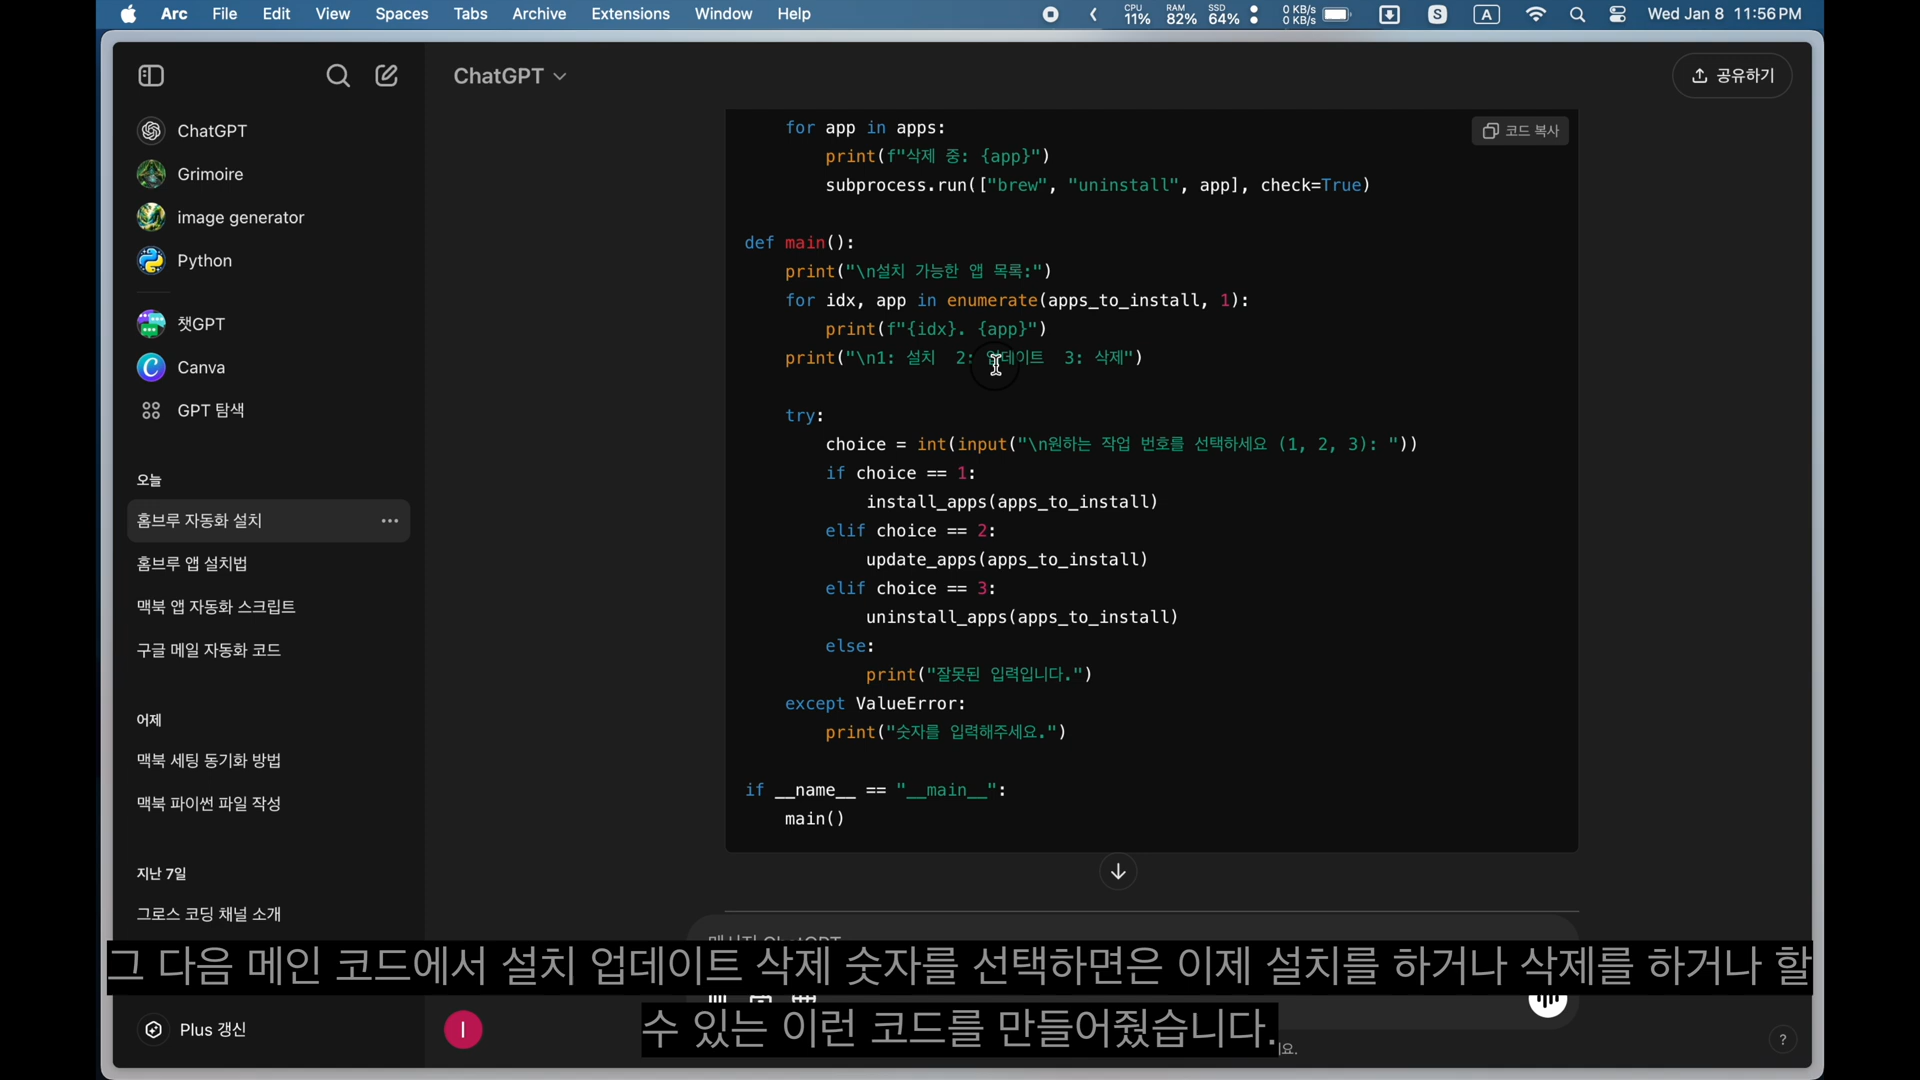 Arc File Edit View Spaces Tabs Archive Extensions Window Help CPU 11% RAM 82% SSD 64% 0 KB/s 0 KB/s S A Wed Jan 8 11:56 PM
ChatGPT
공유하기
ChatGPT
Grimoire
image generator
Python
챗GPT
Canva
GPT 탐색
오늘
홈브루 자동화 설치
홈브루 앱 설치법
맥북 앱 자동화 스크립트
구글 메일 자동화 코드
어제
맥북 세팅 동기화 방법
맥북 파이썬 파일 작성
지난 7일
그로스 코딩 채널 소개
Plus 갱신
코드 복사
for app in apps:
print(f"삭제 중: {app}")
subprocess.run(["brew", "uninstall", app], check=True)
def main():
print("\n설치 가능한 앱 목록:")
for idx, app in enumerate(apps_to_install, 1):
print(f"{idx}. {app}")
print("\n1: 설치  2: 업데이트  3: 삭제")
try:
choice = int(input("\n원하는 작업 번호를 선택하세요 (1, 2, 3): "))
if choice == 1:
install_apps(apps_to_install)
elif choice == 2:
update_apps(apps_to_install)
elif choice == 3:
uninstall_apps(apps_to_install)
else:
print("잘못된 입력입니다.")
except ValueError:
print("숫자를 입력해주세요.")
if __name__ == "__main__":
main()
그 다음 메인 코드에서 설치 업데이트 삭제 숫자를 선택하면은 이제 설치를 하거나 삭제를 하거나 할
수 있는 이런 코드를 만들어줬습니다.
I
요.
?